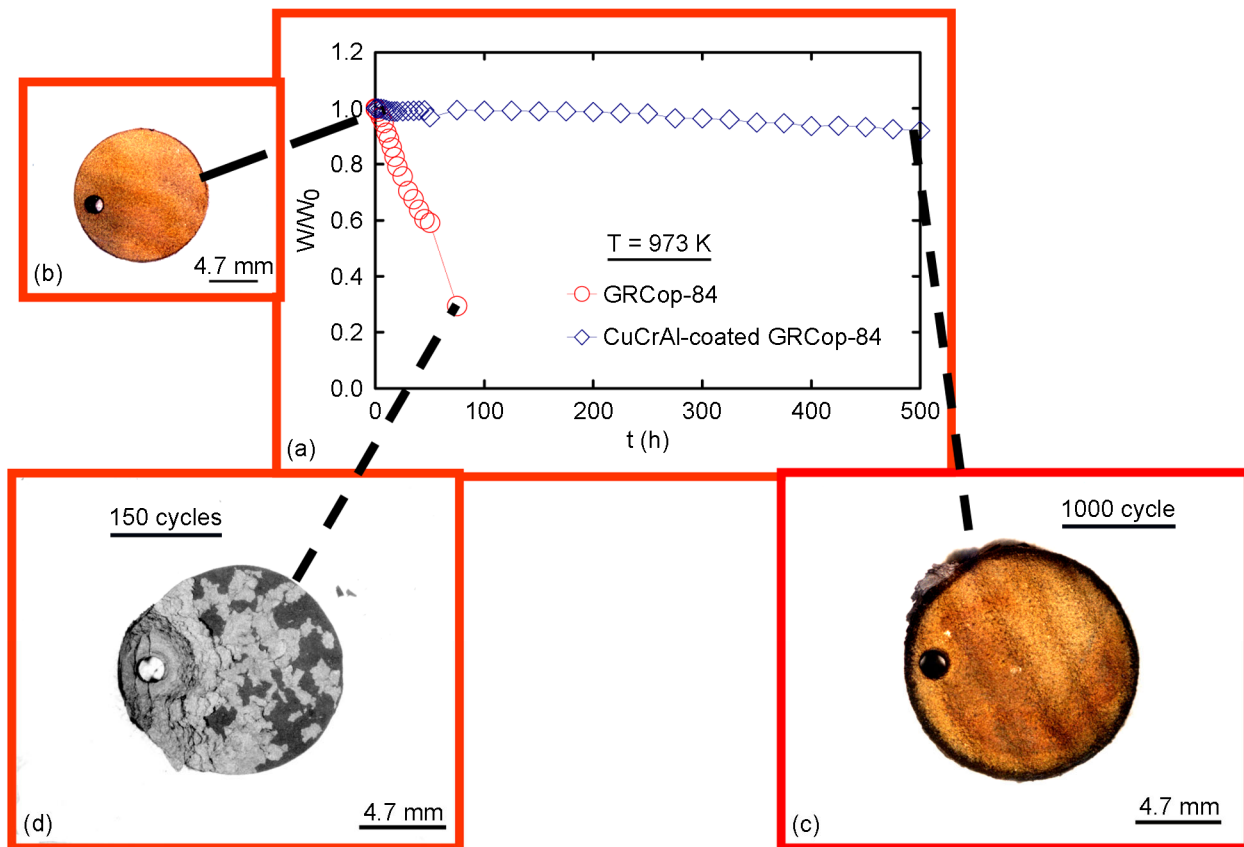 1.2
1.0
0.8
0.6
0.4
0.2
0.0
W/W0
T = 973 K
GRCop-84
CuCrAl-coated GRCop-84
0 100 200 300 400 500
t (h)
(a)
4.7 mm
(b)
150 cycles
4.7 mm
(d)
1000 cycle
4.7 mm
(c)